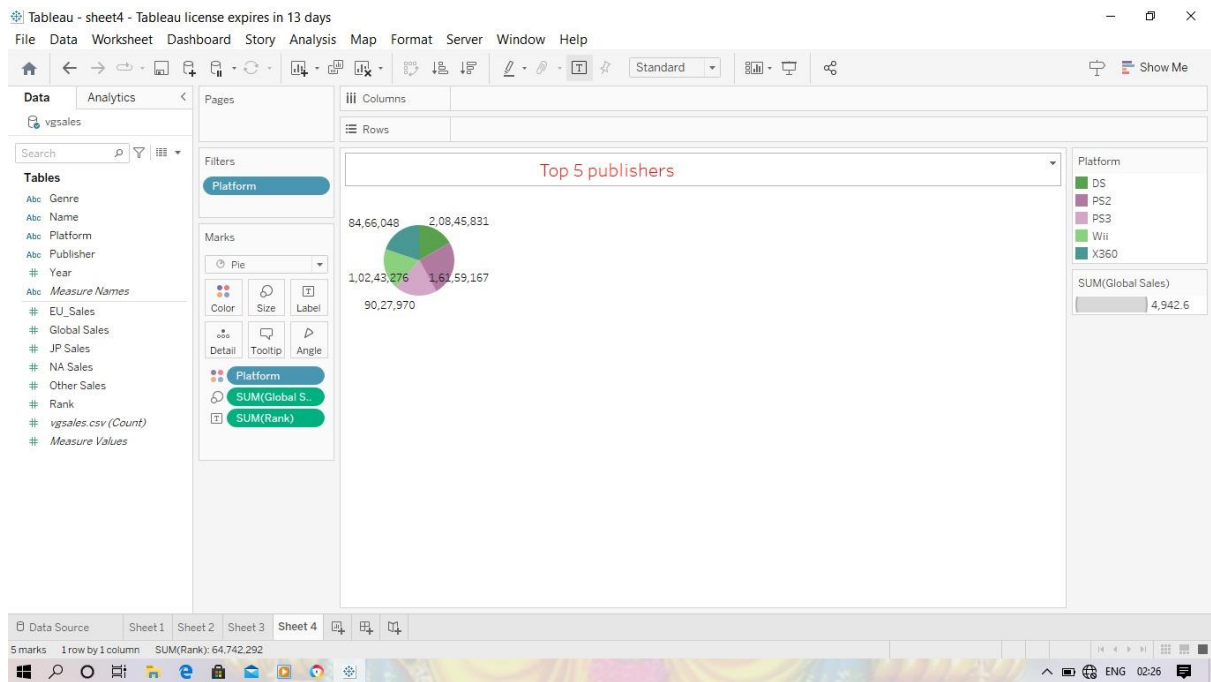 Tableau - sheet4 - Tableau license expires in 13 days
File Data Worksheet Dashboard Story Analysis Map Format Server Window Help
Standard
Show Me
Data Analytics
vgsales
Search
Tables
Abc Genre
Abc Name
Abc Platform
Abc Publisher
# Year
Abc Measure Names
# EU_Sales
# Global Sales
# JP Sales
# NA Sales
# Other Sales
# Rank
# vgsales.csv (Count)
# Measure Values
Pages
Filters
Platform
Marks
Pie
Color Size Label
Detail Tooltip Angle
Platform
SUM(Global S..
SUM(Rank)
Columns
Rows
Top 5 publishers
84,66,048 2,08,45,831
1,02,43,276 1,61,59,167
90,27,970
Platform
DS
PS2
PS3
Wii
X360
SUM(Global Sales)
4,942.6
Data Source Sheet 1 Sheet 2 Sheet 3 Sheet 4
5 marks 1 row by 1 column SUM(Rank): 64,742,292
ENG 02:26